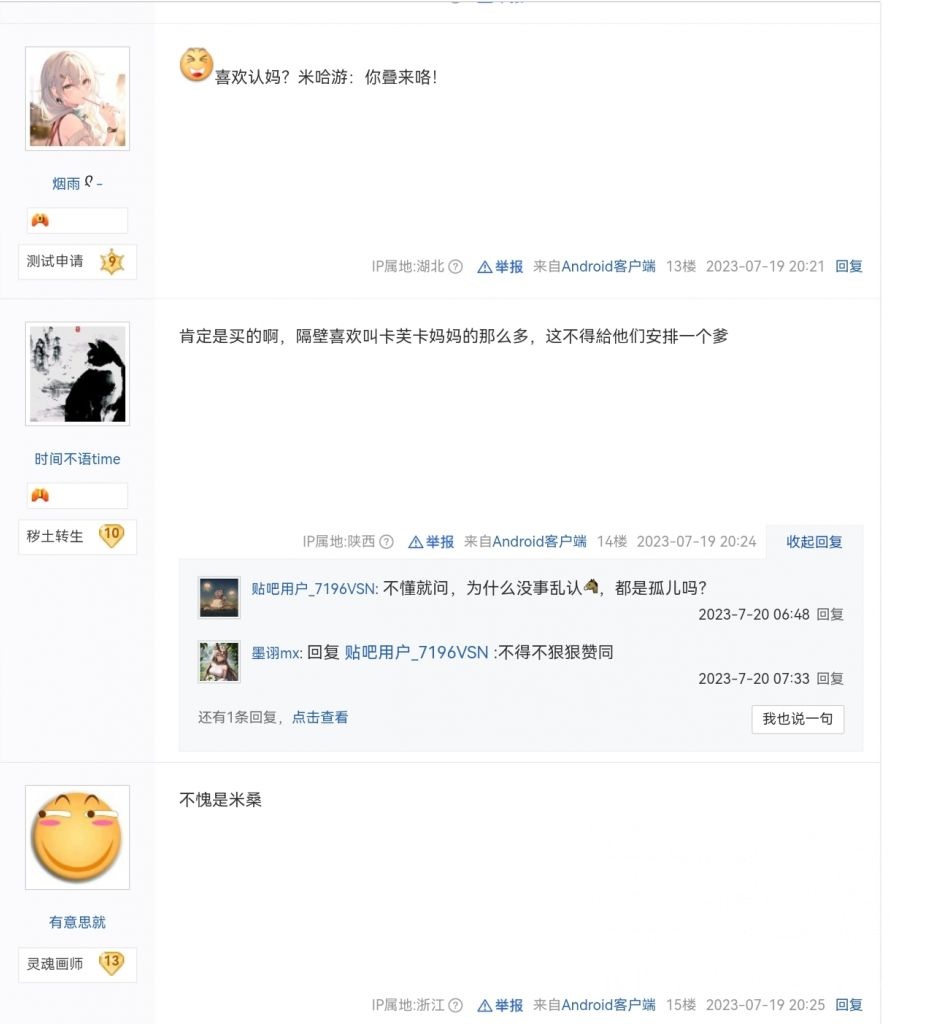 喜欢认妈？米哈游：你叠来咯！
烟雨
测试申请 9
IP属地:湖北 举报 来自Android客户端 13楼 2023-07-19 20:21 回复
肯定是买的啊，隔壁喜欢叫卡芙卡妈妈的那么多，这不得給他们安排一个爹
时间不语time
秽土转生 10
IP属地:陕西 举报 来自Android客户端 14楼 2023-07-19 20:24 收起回复
贴吧用户_7196VSN: 不懂就问，为什么没事乱认，都是孤儿吗？
2023-7-20 06:48 回复
墨诩mx: 回复 贴吧用户_7196VSN :不得不狠狠赞同
2023-7-20 07:33 回复
还有1条回复，点击查看
我也说一句
不愧是米桑
有意思就
灵魂画师 13
IP属地:浙江 举报 来自Android客户端 15楼 2023-07-19 20:25 回复